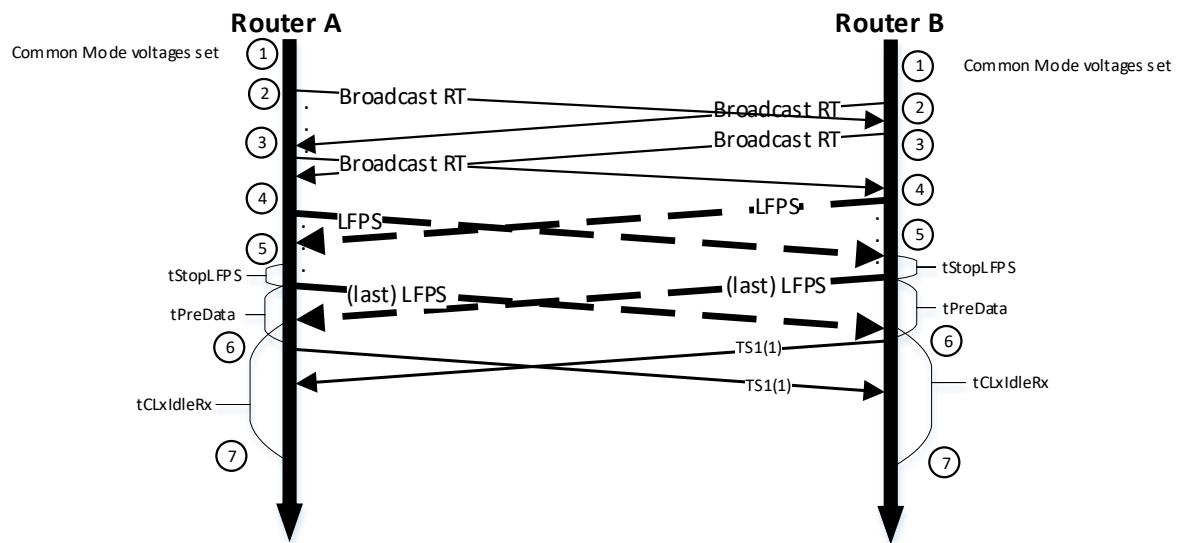 Router A
Router B
Common Mode voltages set
1
1
Common Mode voltages set
2
Broadcast RT
Broadcast RT
2
3
Broadcast RT
3
Broadcast RT
4
4
LFPS
LFPS
5
5
tStopLFPS
tStopLFPS
(last) LFPS
(last) LFPS
tPreData
tPreData
6
TS1(1)
6
TS1(1)
tCLxIdleRx
tCLxIdleRx
7
7